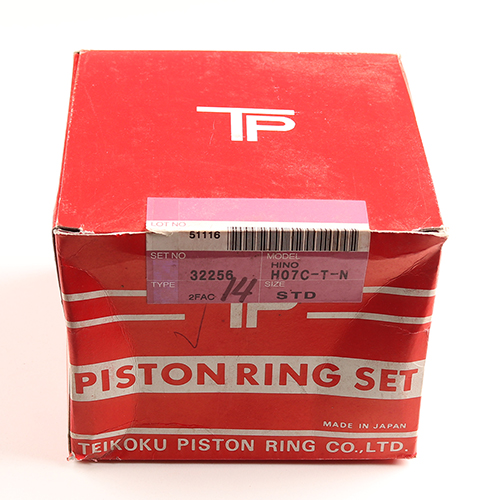 TP
LOT NO
51116
SET NO MODEL
32256 HINO H07C-T-N
TYPE SIZE
2FAC 14 STD
TP
PISTON RING SET
MADE IN JAPAN
TEIKOKU PISTON RING CO.,LTD.